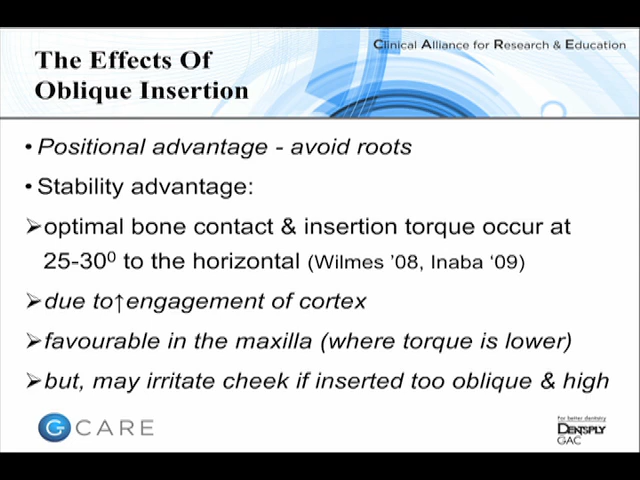 Clinical Alliance for Research & Education
The Effects Of
Oblique Insertion
• Positional advantage - avoid roots
• Stability advantage:
➢optimal bone contact & insertion torque occur at
25-30⁰ to the horizontal (Wilmes '08, Inaba '09)
➢due to↑engagement of cortex
➢favourable in the maxilla (where torque is lower)
➢but, may irritate cheek if inserted too oblique & high
G CARE
For better dentistry
DENTSPLY
GAC